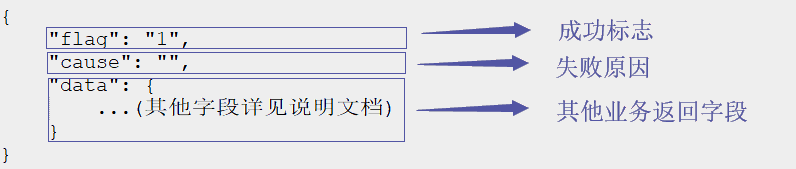 {
"flag": "1",
成功标志
"cause": "",
失败原因
"data": {
...(其他字段详见说明文档)
其他业务返回字段
}
}